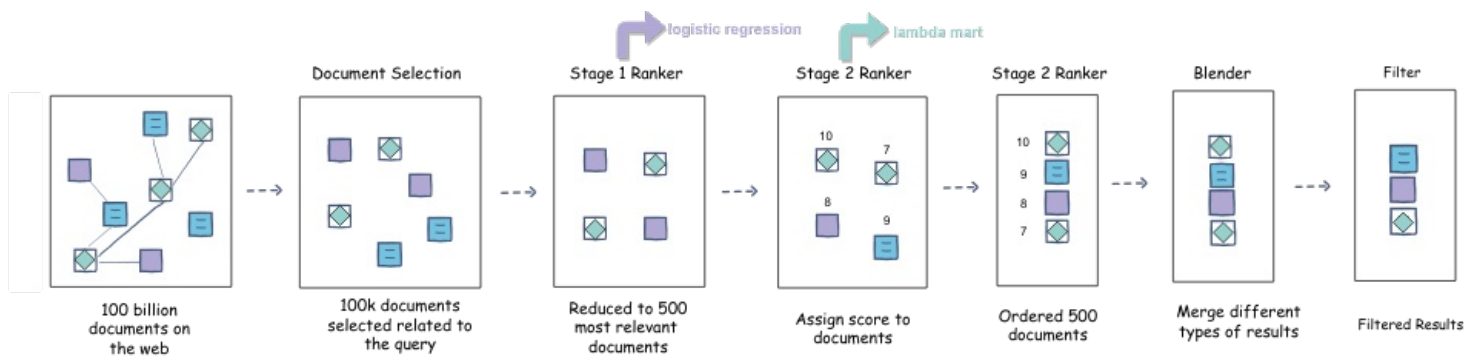 logistic regression
lambda mart
Document Selection
Stage 1 Ranker
Stage 2 Ranker
Stage 2 Ranker
Blender
Filter
10
7
8
9
10
9
8
7
100 billion
documents on
the web
100k documents
selected related to
the query
Reduced to 500
most relevant
documents
Assign score to
documents
Ordered 500
documents
Merge different
types of results
Filtered Results